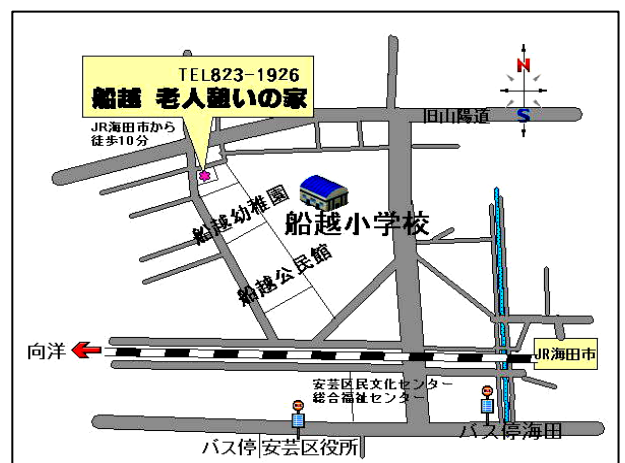 TEL823-1926
船越 老人憩いの家
JR海田市から
徒歩10分
N
S
旧山陽道
船越幼稚園
船越小学校
船越公民館
向洋
JR海田市
安芸区民文化センター
総合福祉センター
バス停海田
バス停
安芸区役所